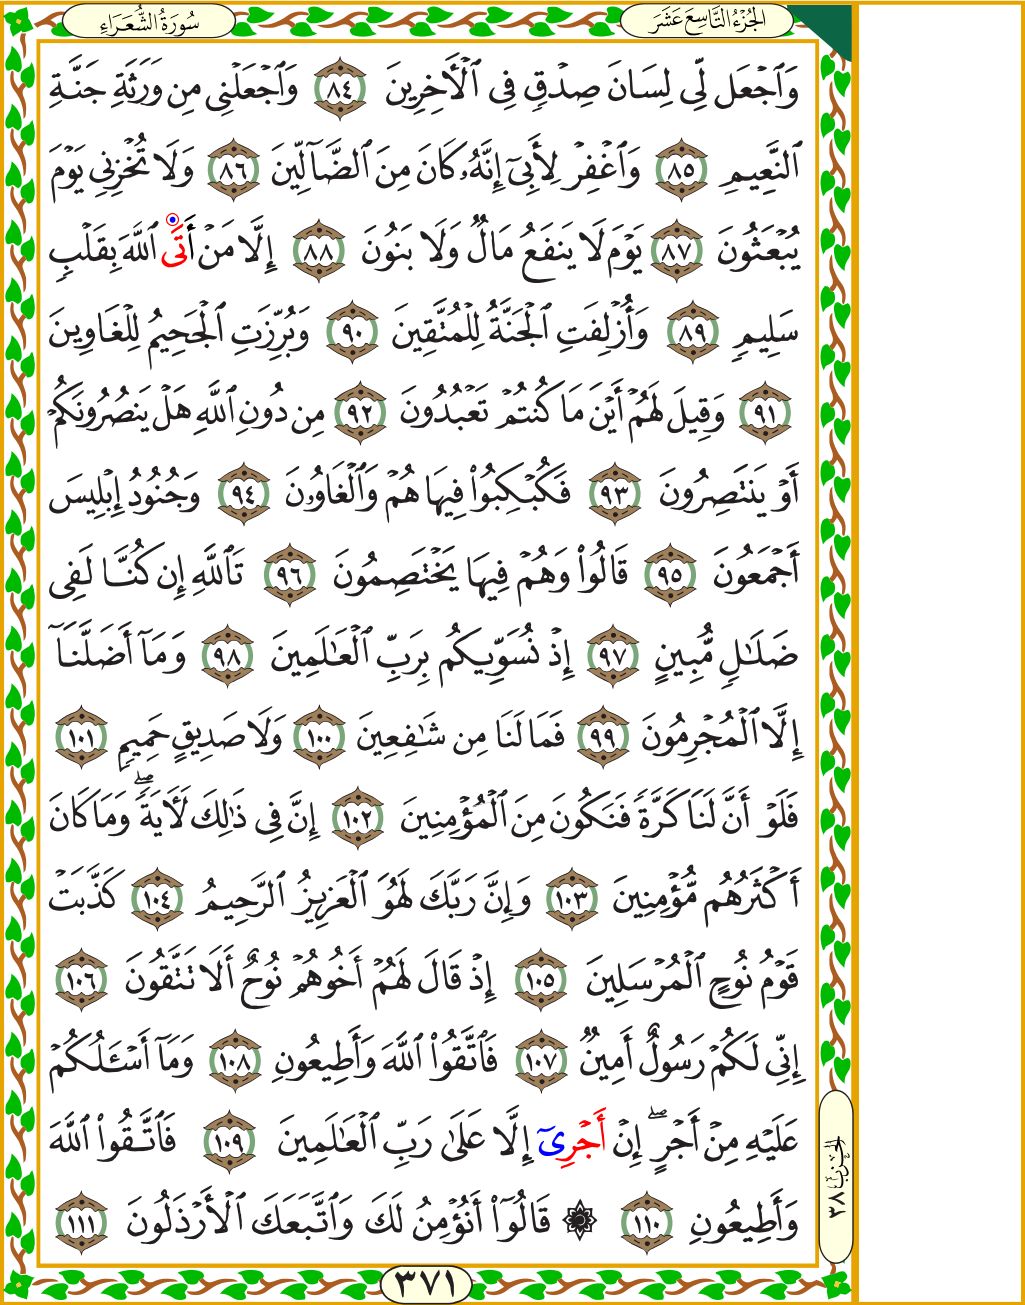 الجُزْءُ التَّاسِعَ عَشَرَ
سُورَةُ الشُّعَرَاءِ
وَٱجْعَل لِّى لِسَانَ صِدْقٍ فِى ٱلْأَخِرِينَ ٨٤ وَٱجْعَلْنِى مِن وَرَثَةِ جَنَّةِ
ٱلنَّعِيمِ ٨٥ وَٱغْفِرْ لِأَبِىٓ إِنَّهُۥ كَانَ مِنَ ٱلضَّآلِّينَ ٨٦ وَلَا تُخْزِنِى يَوْمَ
يُبْعَثُونَ ٨٧ يَوْمَ لَا يَنفَعُ مَالٌ وَلَا بَنُونَ ٨٨ إِلَّا مَنْ أَتَى ٱللَّهَ بِقَلْبٍ
سَلِيمٍ ٨٩ وَأُزْلِفَتِ ٱلْجَنَّةُ لِلْمُتَّقِينَ ٩٠ وَبُرِّزَتِ ٱلْجَحِيمُ لِلْغَاوِينَ
٩١ وَقِيلَ لَهُمْ أَيْنَ مَا كُنتُمْ تَعْبُدُونَ ٩٢ مِن دُونِ ٱللَّهِ هَلْ يَنصُرُونَكُمْ
أَوْ يَنتَصِرُونَ ٩٣ فَكُبْكِبُوا۟ فِيهَا هُمْ وَٱلْغَاوُۥنَ ٩٤ وَجُنُودُ إِبْلِيسَ
أَجْمَعُونَ ٩٥ قَالُوا۟ وَهُمْ فِيهَا يَخْتَصِمُونَ ٩٦ تَٱللَّهِ إِن كُنَّا لَفِى
ضَلَٰلٍ مُّبِينٍ ٩٧ إِذْ نُسَوِّيكُم بِرَبِّ ٱلْعَٰلَمِينَ ٩٨ وَمَآ أَضَلَّنَآ
إِلَّا ٱلْمُجْرِمُونَ ٩٩ فَمَا لَنَا مِن شَٰفِعِينَ ١٠٠ وَلَا صَدِيقٍ حَمِيمٍ ١٠١
فَلَوْ أَنَّ لَنَا كَرَّةً فَنَكُونَ مِنَ ٱلْمُؤْمِنِينَ ١٠٢ إِنَّ فِى ذَٰلِكَ لَأَيَةً ۖ وَمَا كَانَ
أَكْثَرُهُم مُّؤْمِنِينَ ١٠٣ وَإِنَّ رَبَّكَ لَهُوَ ٱلْعَزِيزُ ٱلرَّحِيمُ ١٠٤ كَذَّبَتْ
قَوْمُ نُوحٍ ٱلْمُرْسَلِينَ ١٠٥ إِذْ قَالَ لَهُمْ أَخُوهُمْ نُوحٌ أَلَا تَتَّقُونَ ١٠٦
إِنِّى لَكُمْ رَسُولٌ أَمِينٌ ١٠٧ فَٱتَّقُوا۟ ٱللَّهَ وَأَطِيعُونِ ١٠٨ وَمَآ أَسْـَٔلُكُمْ
عَلَيْهِ مِنْ أَجْرٍ ۖ إِنْ أَجْرِىَ إِلَّا عَلَىٰ رَبِّ ٱلْعَٰلَمِينَ ١٠٩ فَٱتَّقُوا۟ ٱللَّهَ
وَأَطِيعُونِ ١١٠ ۞ قَالُوٓا۟ أَنُؤْمِنُ لَكَ وَٱتَّبَعَكَ ٱلْأَرْذَلُونَ ١١١
الحِزْبُ ٣٨
٣٧١